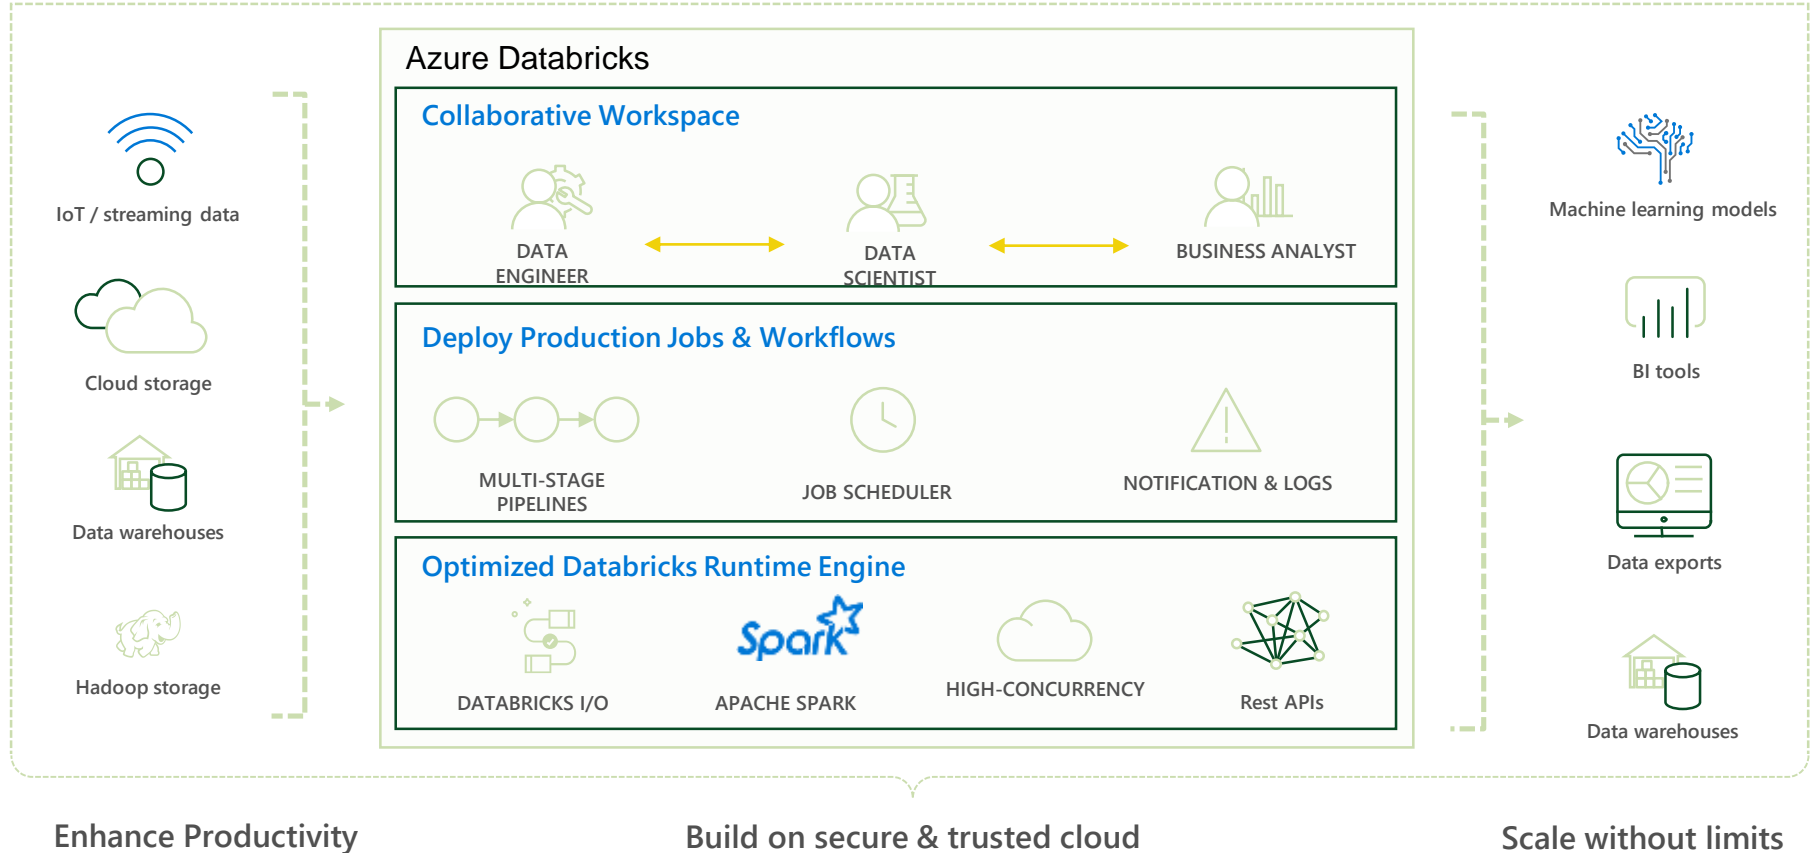 Azure Databricks
IoT / streaming data
Cloud storage
Data warehouses
Hadoop storage
Collaborative Workspace
DATA
ENGINEER
DATA
SCIENTIST
BUSINESS ANALYST
Deploy Production Jobs & Workflows
MULTI-STAGE
PIPELINES
JOB SCHEDULER
NOTIFICATION & LOGS
Optimized Databricks Runtime Engine
DATABRICKS I/O
Spark
APACHE SPARK
HIGH-CONCURRENCY
Rest APIs
Machine learning models
BI tools
Data exports
Data warehouses
Enhance Productivity
Build on secure & trusted cloud
Scale without limits